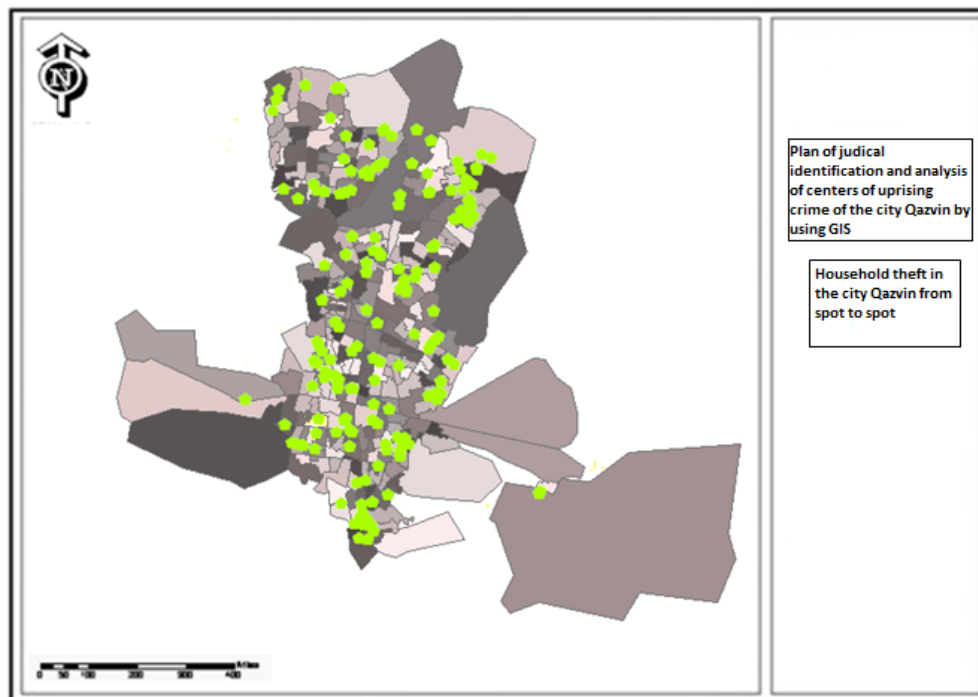 N
Plan of judical
identification and analysis
of centers of uprising
crime of the city Qazvin by
using GIS
Household theft in
the city Qazvin from
spot to spot
Miles
0 50 100 200 300 400